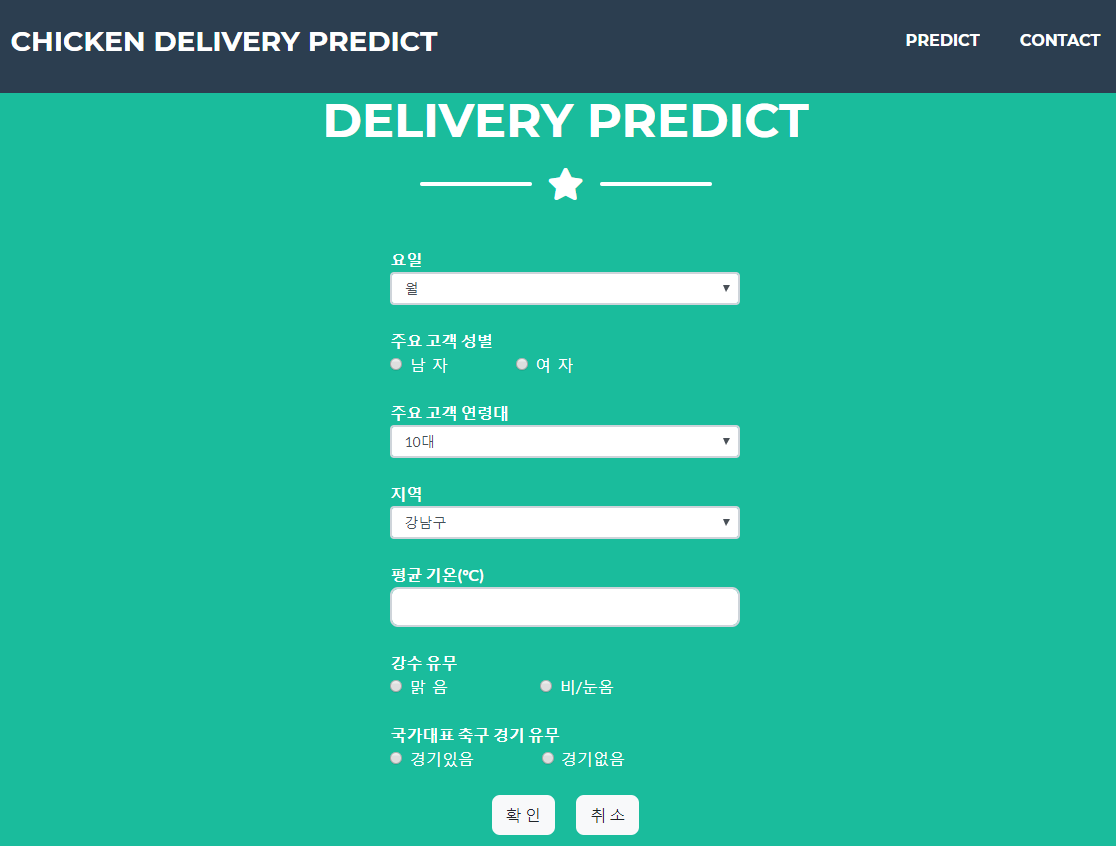 CHICKEN DELIVERY PREDICT PREDICT CONTACT
DELIVERY PREDICT
요일
월
주요 고객 성별
남 자 여 자
주요 고객 연령대
10대
지역
강남구
평균 기온(℃)
강수 유무
맑 음 비/눈옴
국가대표 축구 경기 유무
경기있음 경기없음
확 인 취 소